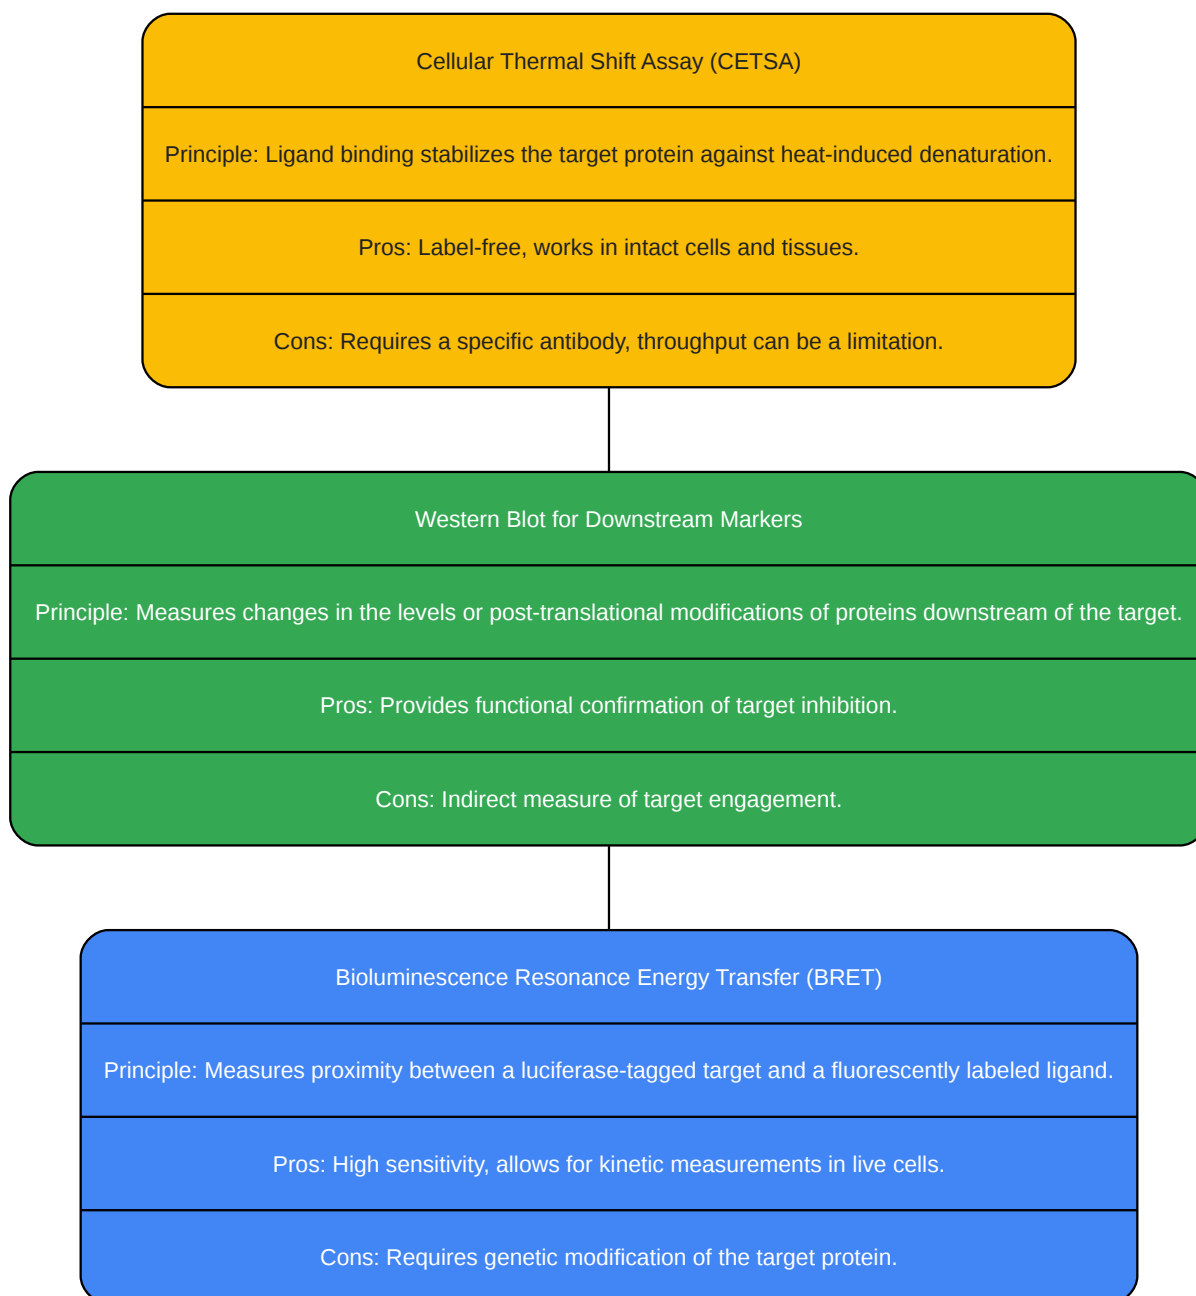 Cellular Thermal Shift Assay (CETSA)
Principle: Ligand binding stabilizes the target protein against heat-induced denaturation.
Pros: Label-free, works in intact cells and tissues.
Cons: Requires a specific antibody, throughput can be a limitation.
Western Blot for Downstream Markers
Principle: Measures changes in the levels or post-translational modifications of proteins downstream of the target.
Pros: Provides functional confirmation of target inhibition.
Cons: Indirect measure of target engagement.
Bioluminescence Resonance Energy Transfer (BRET)
Principle: Measures proximity between a luciferase-tagged target and a fluorescently labeled ligand.
Pros: High sensitivity, allows for kinetic measurements in live cells.
Cons: Requires genetic modification of the target protein.